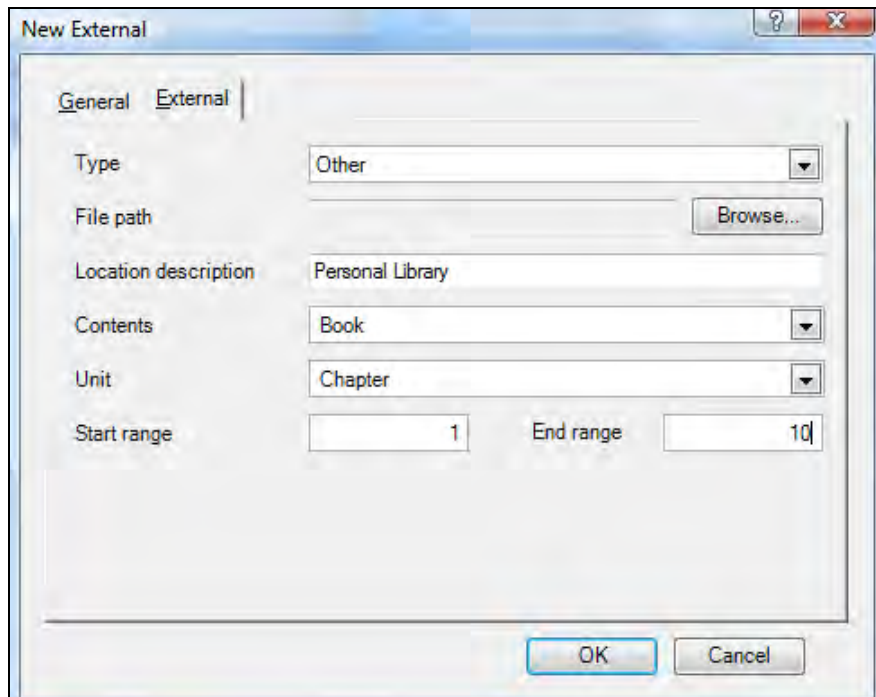 New External
General External
Type Other
File path Browse...
Location description Personal Library
Contents Book
Unit Chapter
Start range 1 End range 10
OK Cancel